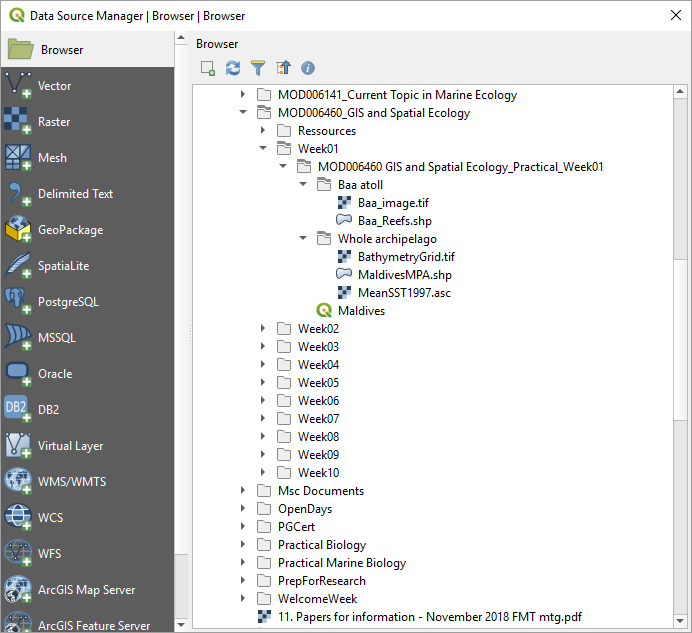 Data Source Manager | Browser | Browser
Browser
Vector
Raster
Mesh
Delimited Text
GeoPackage
SpatiaLite
PostgreSQL
MSSQL
Oracle
DB2
DB2
Virtual Layer
WMS/WMTS
WCS
WFS
ArcGIS Map Server
ArcGIS Feature Server
Browser
MOD006141_Current Topic in Marine Ecology
MOD006460_GIS and Spatial Ecology
Ressources
Week01
MOD006460 GIS and Spatial Ecology_Practical_Week01
Baa atoll
Baa_image.tif
Baa_Reefs.shp
Whole archipelago
BathymetryGrid.tif
MaldivesMPA.shp
MeanSST1997.asc
Maldives
Week02
Week03
Week04
Week05
Week06
Week07
Week08
Week09
Week10
Msc Documents
OpenDays
PGCert
Practical Biology
Practical Marine Biology
PrepForResearch
WelcomeWeek
11. Papers for information - November 2018 FMT mtg.pdf